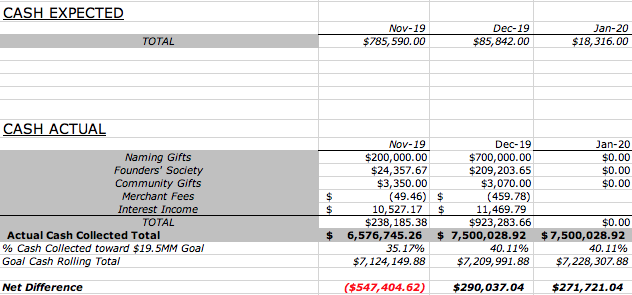 CASH EXPECTED
Nov-19 Dec-19 Jan-20
TOTAL $785,590.00 $85,842.00 $18,316.00
CASH ACTUAL
Nov-19 Dec-19 Jan-20
Naming Gifts $200,000.00 $700,000.00 $0.00
Founders' Society $24,357.67 $209,203.65 $0.00
Community Gifts $3,350.00 $3,070.00 $0.00
Merchant Fees $ (49.46) $ (459.78)
Interest Income $ 10,527.17 $ 11,469.79
TOTAL $238,185.38 $923,283.66 $0.00
Actual Cash Collected Total $ 6,576,745.26 $ 7,500,028.92 $ 7,500,028.92
% Cash Collected toward $19.5MM Goal 35.17% 40.11% 40.11%
Goal Cash Rolling Total $7,124,149.88 $7,209,991.88 $7,228,307.88
Net Difference ($547,404.62) $290,037.04 $271,721.04